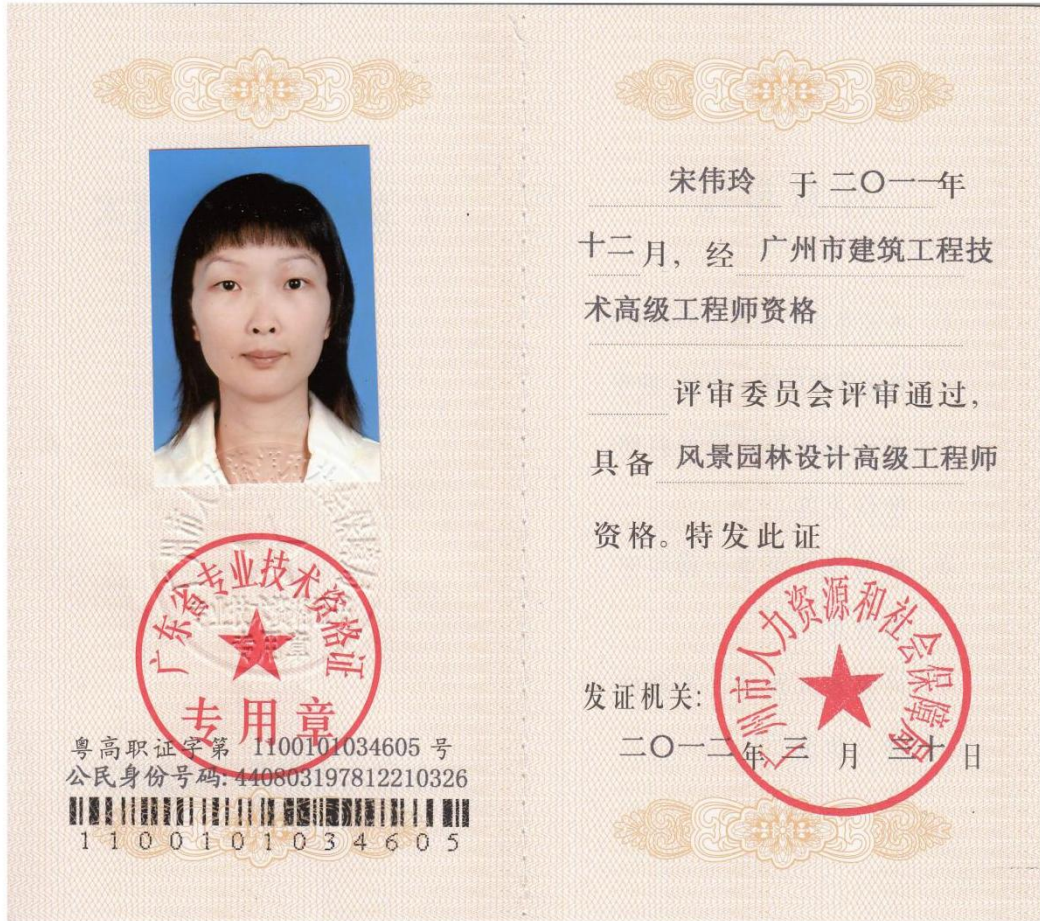 广东省专业技术资格证
专用章
粤高职证字第 1100101034605 号
公民身份号码:440803197812210326
1100101034605
宋伟玲 于 二〇一一年
十二月，经 广州市建筑工程技
术高级工程师资格
评审委员会评审通过，
具备 风景园林设计高级工程师
资格。特发此证
广州市人力资源和社会保障局
发证机关:
二〇一二年 三 月 三十 日